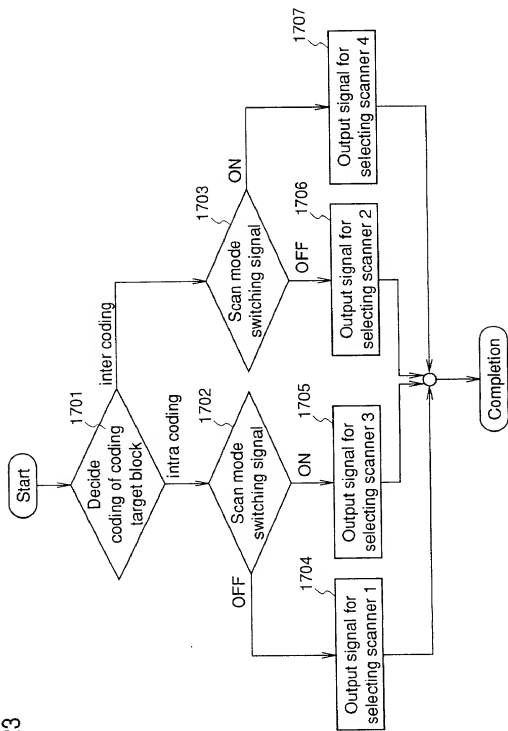 23
Start
1701
Decide
coding of coding
target block
inter coding
intra coding
1702
Scan mode
switching signal
OFF
ON
1703
Scan mode
switching signal
ON
OFF
1704
Output signal for
selecting scanner 1
1705
Output signal for
selecting scanner 3
1706
Output signal for
selecting scanner 2
1707
Output signal for
selecting scanner 4
Completion